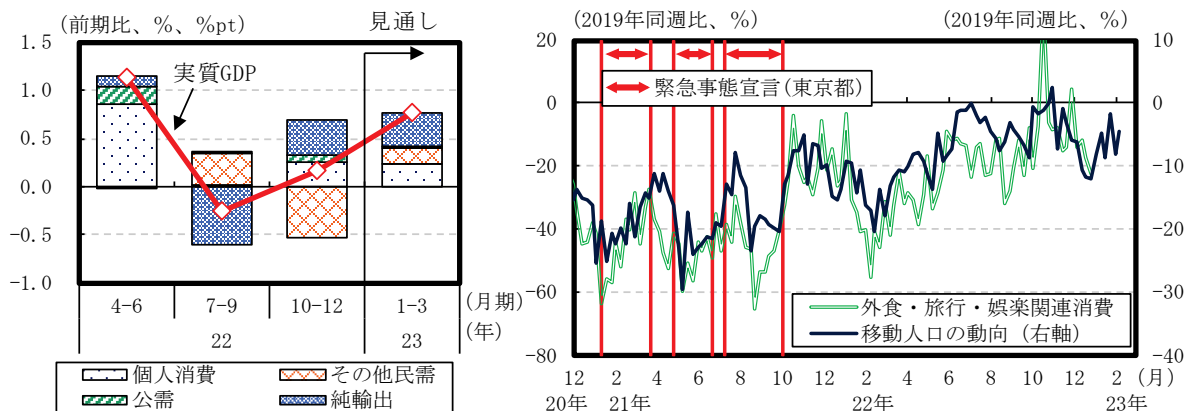 (前期比、%、%pt)
見通し
1.5
1.0
0.5
0.0
-0.5
-1.0
実質GDP
4-6 7-9 10-12 1-3 (月期)
22 23 (年)
個人消費 その他民需
公需 純輸出
(2019年同週比、%) (2019年同週比、%)
20
0
-20
-40
-60
-80
緊急事態宣言(東京都)
10
0
-10
-20
-30
-40
外食・旅行・娯楽関連消費
移動人口の動向 (右軸)
12 2 4 6 8 10 12 2 4 6 8 10 12 2 (月)
20年 21年 22年 23年